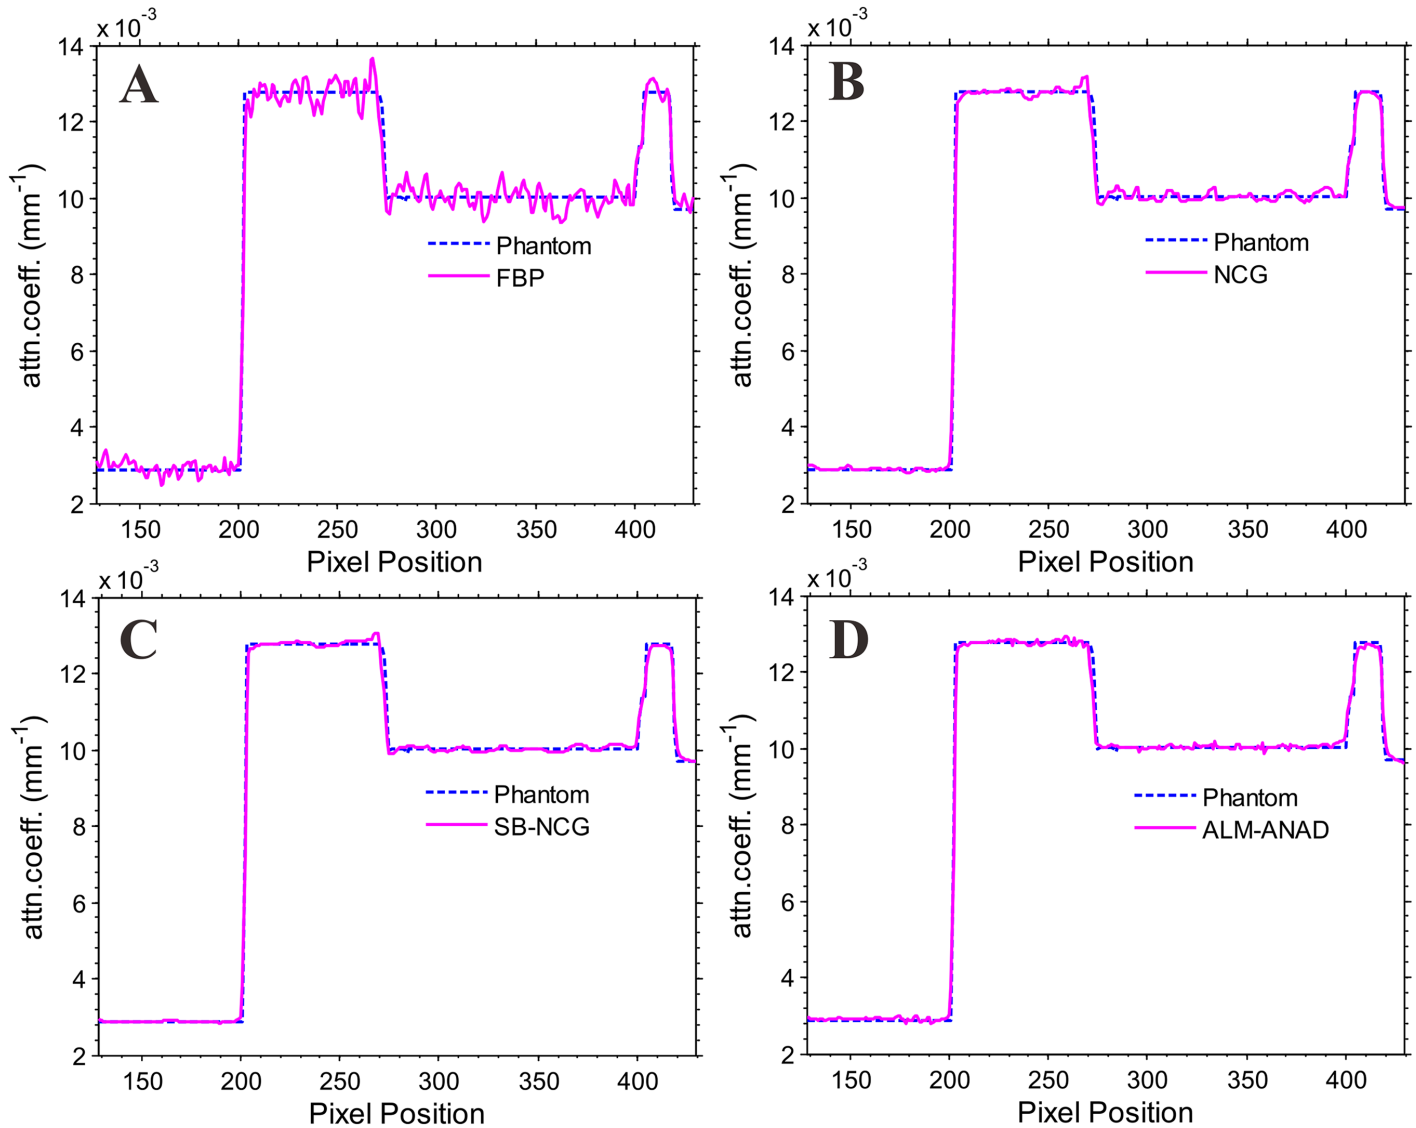 x 10-3
14
A
12
10
8
6
4
2
attn.coeff. (mm-1)
Phantom
FBP
150 200 250 300 350 400
Pixel Position
x 10-3
14
B
12
10
8
6
4
2
attn.coeff. (mm-1)
Phantom
NCG
150 200 250 300 350 400
Pixel Position
x 10-3
14
C
12
10
8
6
4
2
attn.coeff. (mm-1)
Phantom
SB-NCG
150 200 250 300 350 400
Pixel Position
x 10-3
14
D
12
10
8
6
4
2
attn.coeff. (mm-1)
Phantom
ALM-ANAD
150 200 250 300 350 400
Pixel Position